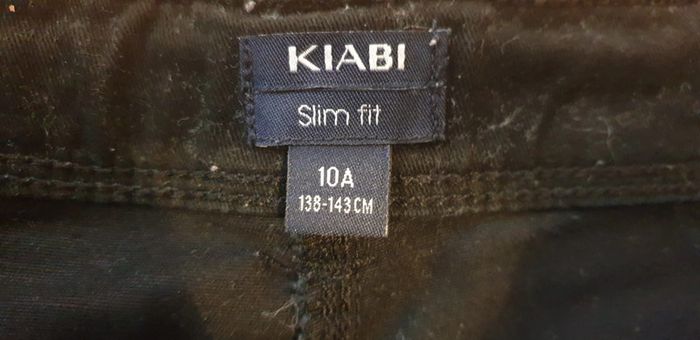 KIABI
Slim fit
10A
138-143CM